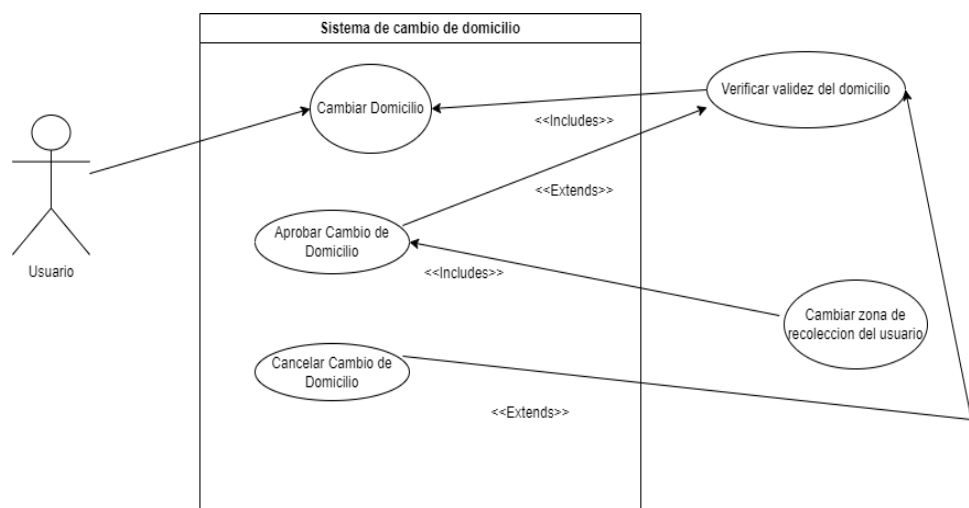 Sistema de cambio de domicilio
Cambiar Domicilio
Verificar validez del domicilio
<<Includes>>
<<Extends>>
Usuario
Aprobar Cambio de
Domicilio
<<Includes>>
Cambiar zona de
recoleccion del usuario
Cancelar Cambio de
Domicilio
<<Extends>>